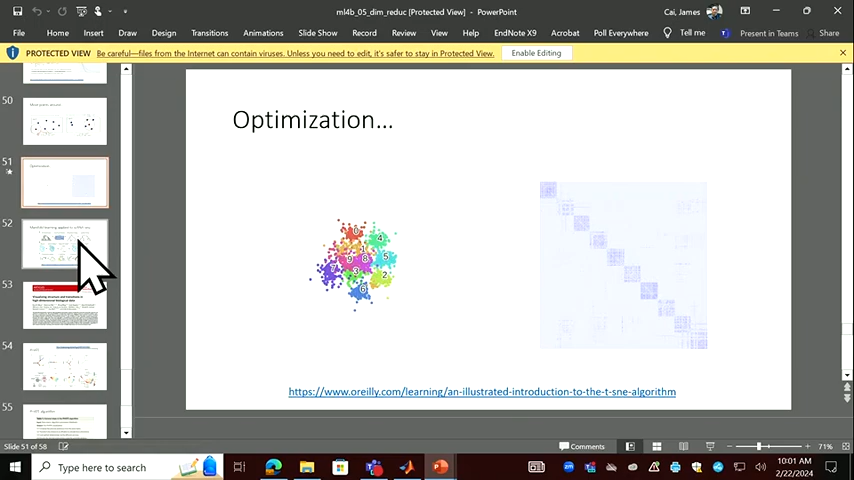 ml4b_05_dim_reduc [Protected View] - PowerPoint
Cai, James
File Home Insert Draw Design Transitions Animations Slide Show Record Review View Help EndNote X9 Acrobat Poll Everywhere Tell me Present in Teams Share
PROTECTED VIEW Be careful—files from the Internet can contain viruses. Unless you need to edit, it's safer to stay in Protected View. Enable Editing
50
51
52
53
54
55
Optimization...
0
4
1
5
9 8
7
3
2
6
https://www.oreilly.com/learning/an-illustrated-introduction-to-the-t-sne-algorithm
Slide 51 of 58
Comments
71%
Type here to search
10:01 AM
2/22/2024